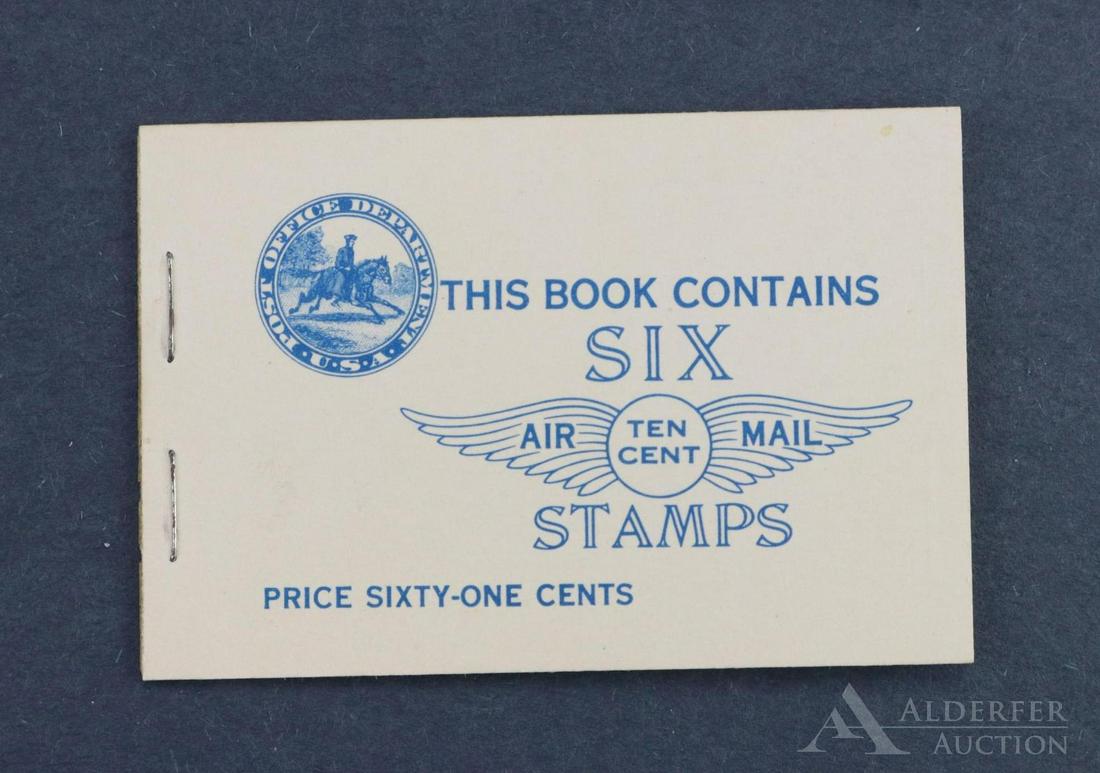 POST OFFICE DEPARTMENT
U.S.A.
THIS BOOK CONTAINS
SIX
AIR TEN CENT MAIL
STAMPS
PRICE SIXTY-ONE CENTS
ALDERFER
AUCTION